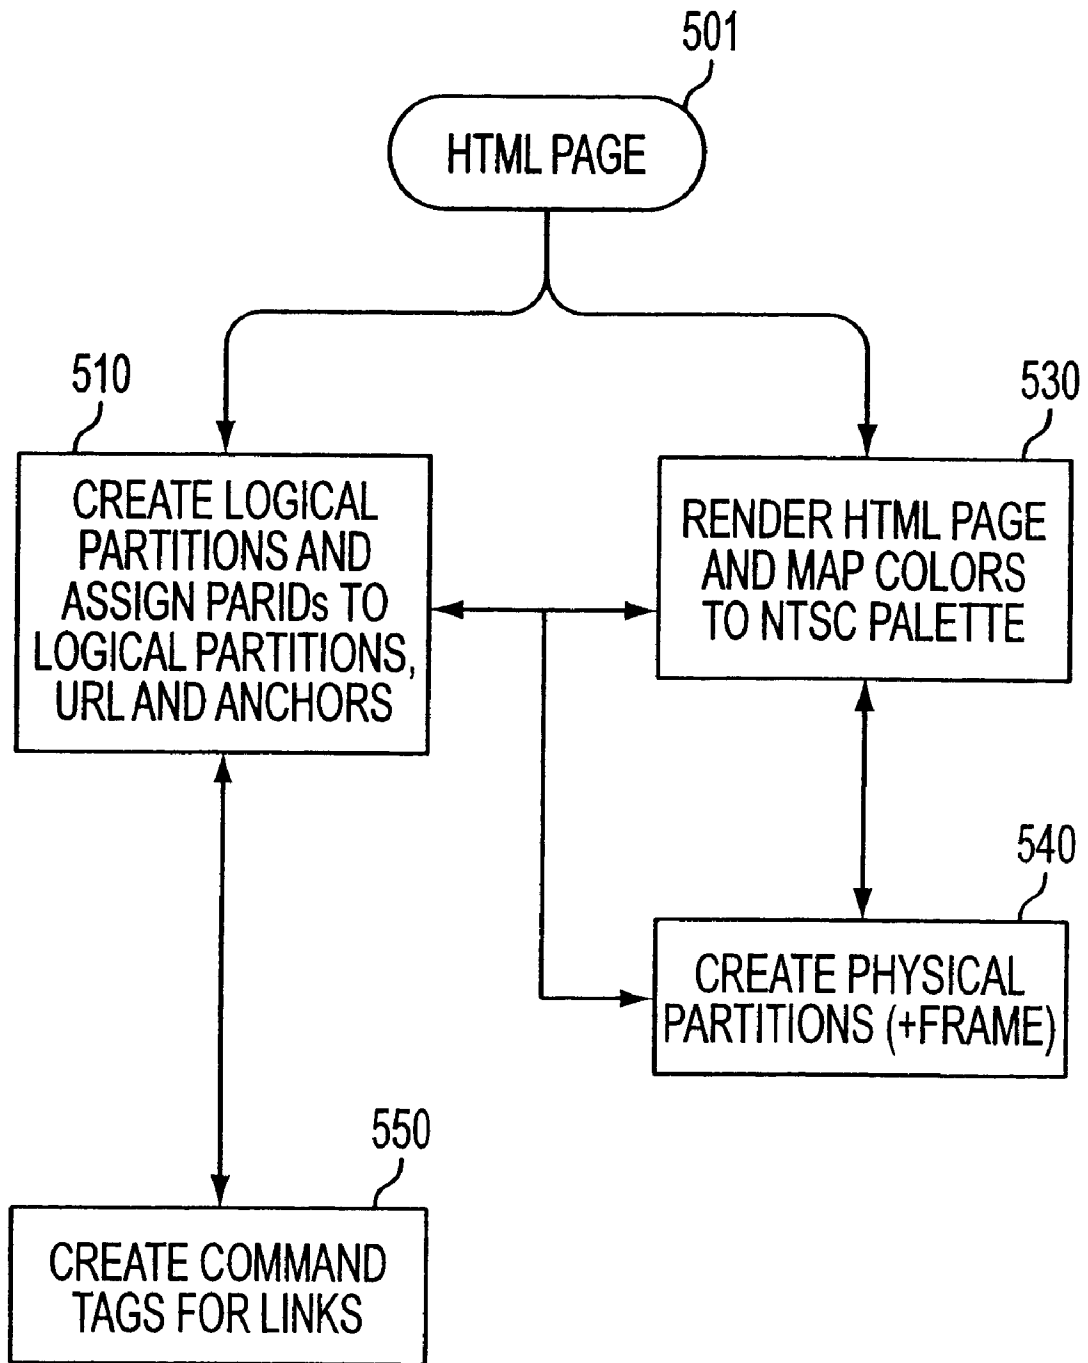 501
HTML PAGE
510
CREATE LOGICAL
PARTITIONS AND
ASSIGN PARIDs TO
LOGICAL PARTITIONS,
URL AND ANCHORS
530
RENDER HTML PAGE
AND MAP COLORS
TO NTSC PALETTE
540
CREATE PHYSICAL
PARTITIONS (+FRAME)
550
CREATE COMMAND
TAGS FOR LINKS